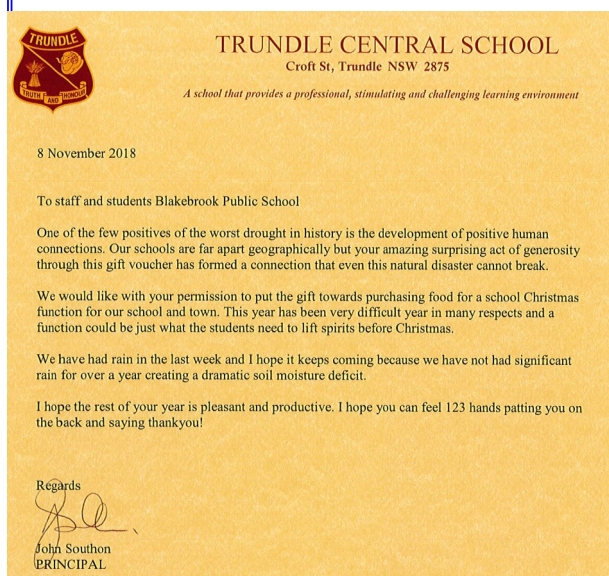 TRUNDLE
TRUTH AND HONOUR
TRUNDLE CENTRAL SCHOOL
Croft St, Trundle NSW 2875
A school that provides a professional, stimulating and challenging learning environment
8 November 2018
To staff and students Blakebrook Public School
One of the few positives of the worst drought in history is the development of positive human
connections. Our schools are far apart geographically but your amazing surprising act of generosity
through this gift voucher has formed a connection that even this natural disaster cannot break.
We would like with your permission to put the gift towards purchasing food for a school Christmas
function for our school and town. This year has been very difficult year in many respects and a
function could be just what the students need to lift spirits before Christmas.
We have had rain in the last week and I hope it keeps coming because we have not had significant
rain for over a year creating a dramatic soil moisture deficit.
I hope the rest of your year is pleasant and productive. I hope you can feel 123 hands patting you on
the back and saying thankyou!
Regards
John Southon
PRINCIPAL